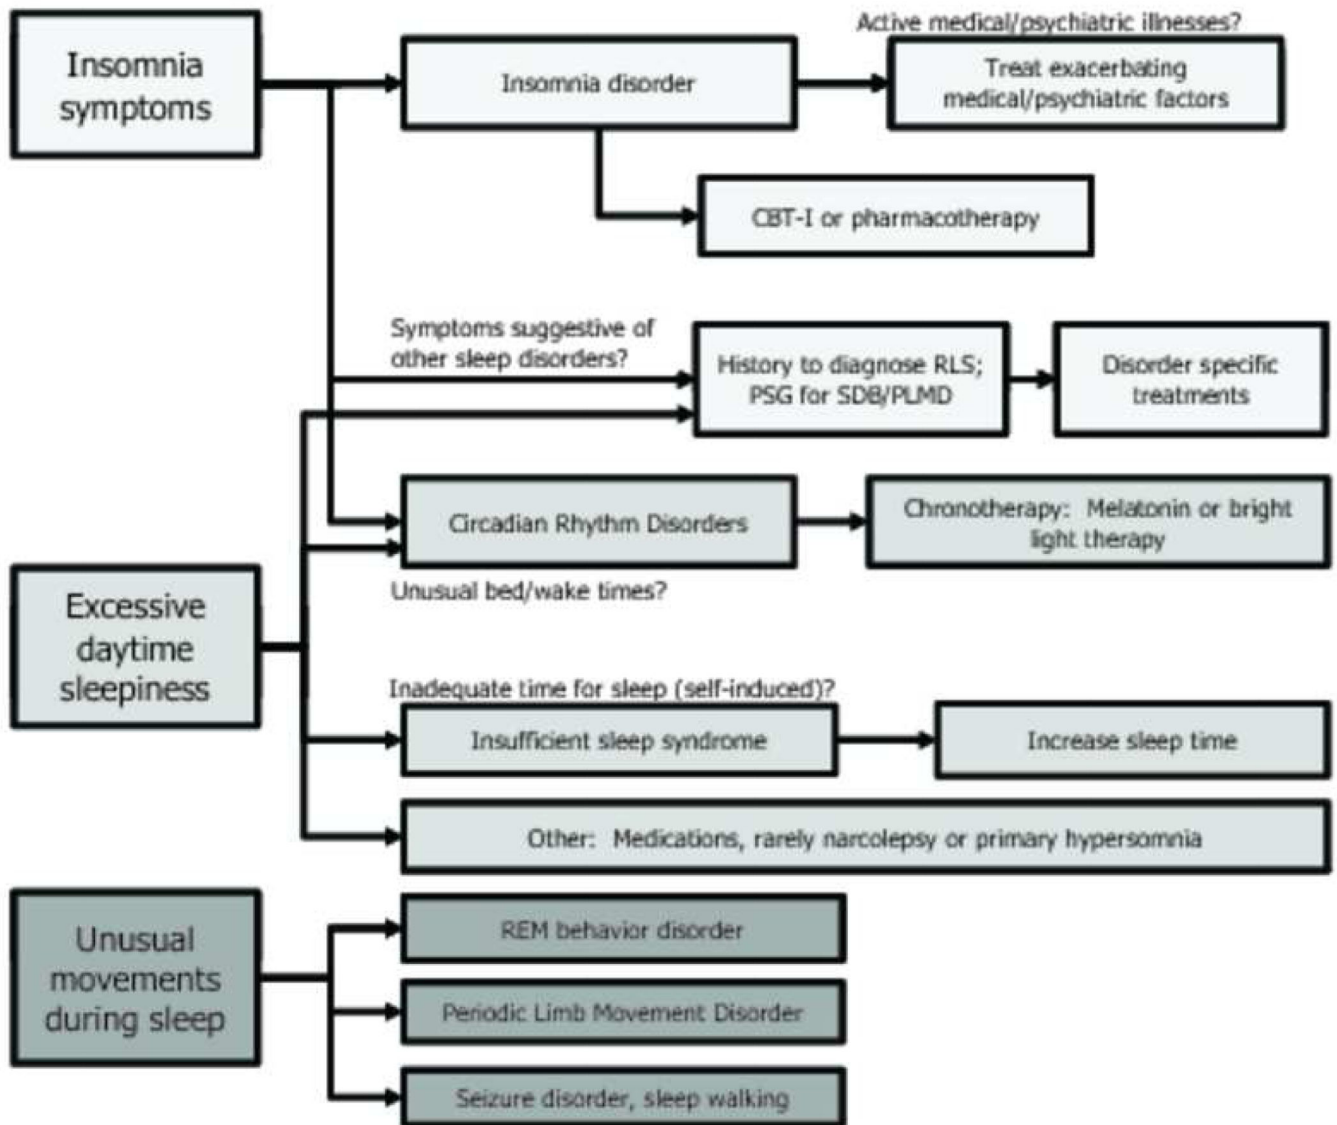 Insomnia
symptoms
Insomnia disorder
Active medical/psychiatric illnesses?
Treat exacerbating
medical/psychiatric factors
CBT-I or pharmacotherapy
Symptoms suggestive of
other sleep disorders?
History to diagnose RLS;
PSG for SDB/PLMD
Disorder specific
treatments
Circadian Rhythm Disorders
Chronotherapy: Melatonin or bright
light therapy
Unusual bed/wake times?
Excessive
daytime
sleepiness
Inadequate time for sleep (self-induced)?
Insufficient sleep syndrome
Increase sleep time
Other: Medications, rarely narcolepsy or primary hypersomnia
Unusual
movements
during sleep
REM behavior disorder
Periodic Limb Movement Disorder
Seizure disorder, sleep walking